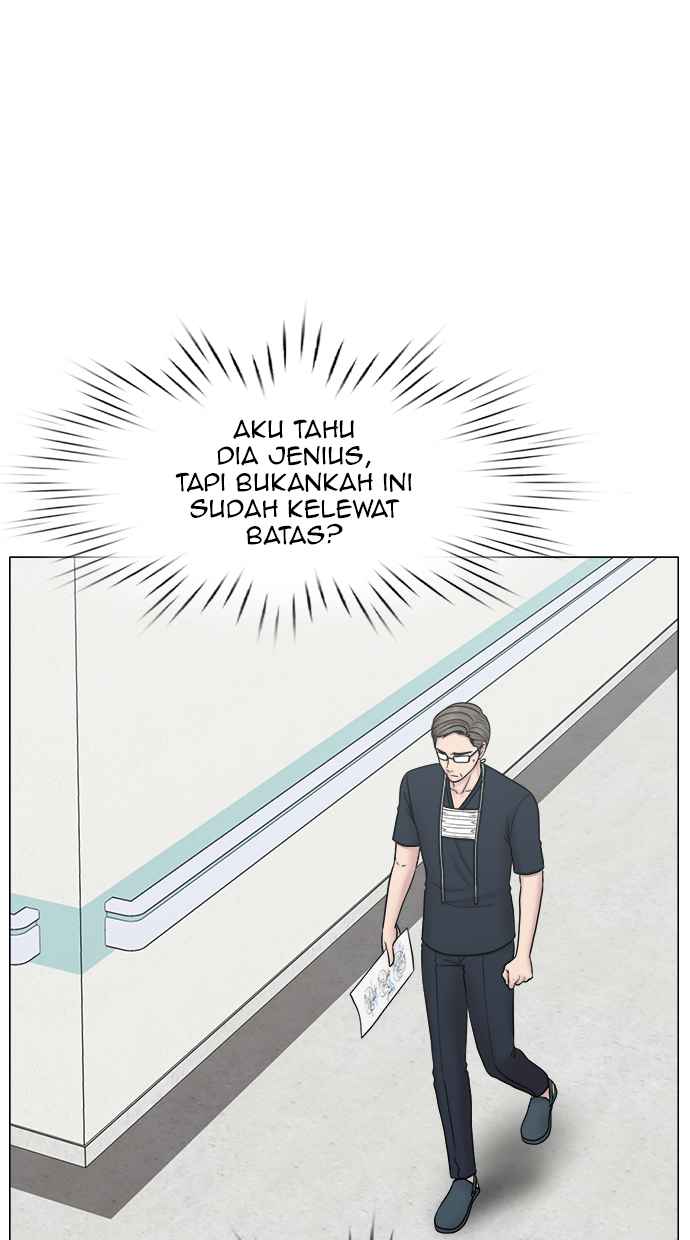 AKU TAHU
DIA JENIUS,
TAPI BUKANKAH INI
SUDAH KELEWAT
BATAS?